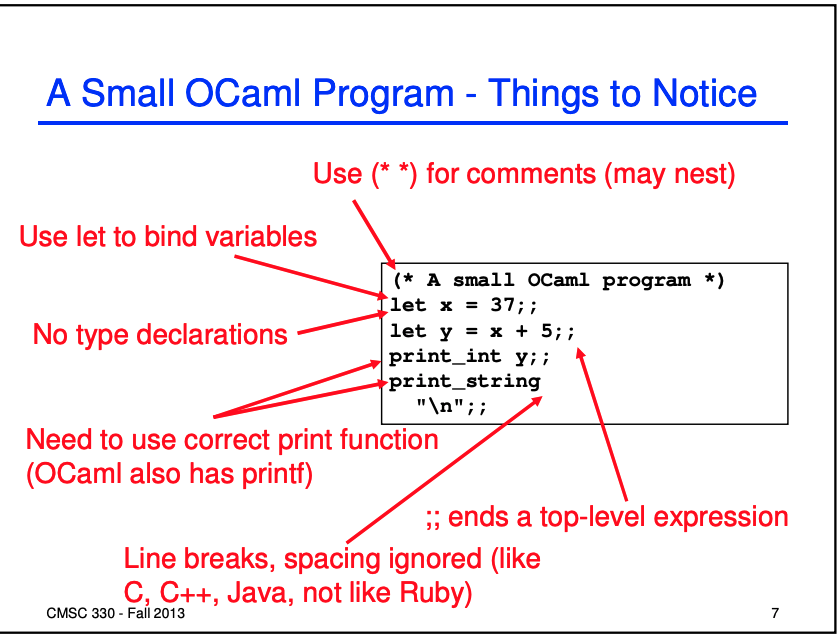 A Small OCaml Program - Things to Notice
Use (* *) for comments (may nest)
Use let to bind variables
(* A small OCaml program *)
let x = 37;;
let y = x + 5;;
print_int y;;
print_string
"\n";;
No type declarations
Need to use correct print function
(OCaml also has printf)
;; ends a top-level expression
Line breaks, spacing ignored (like
C, C++, Java, not like Ruby)
CMSC 330 - Fall 2013
7